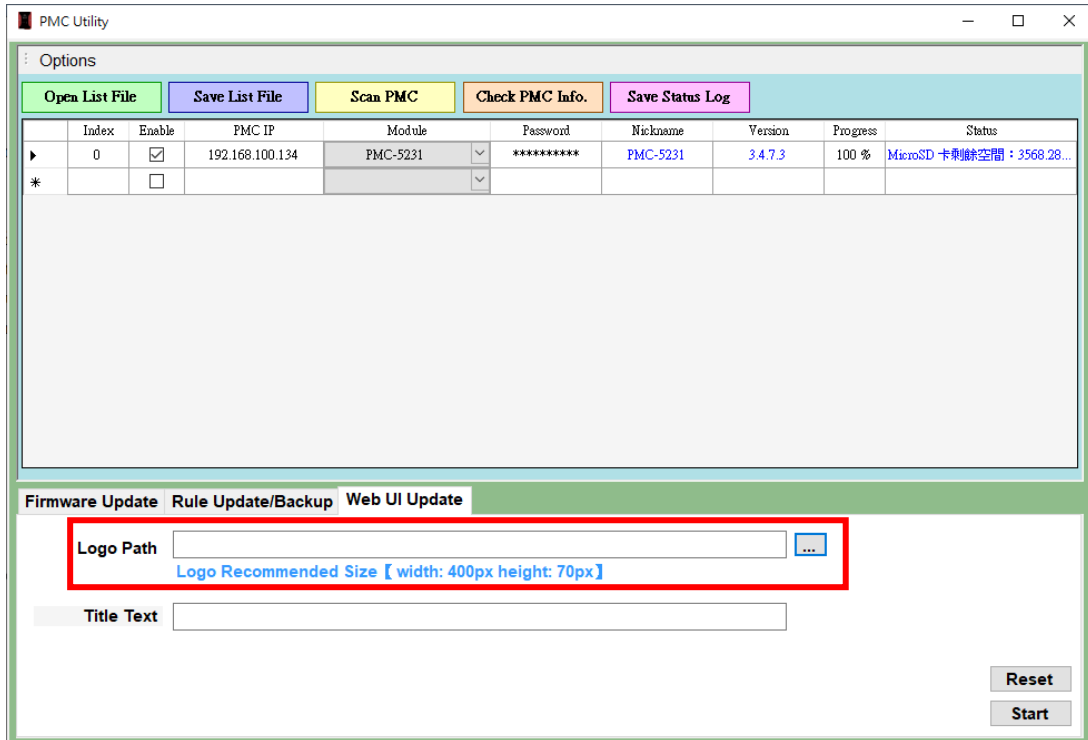 PMC Utility
Options
Open List File Save List File Scan PMC Check PMC Info. Save Status Log
Index Enable PMC IP Module Password Nickname Version Progress Status
0 192.168.100.134 PMC-5231 ********** PMC-5231 3.4.7.3 100 % MicroSD 卡剩餘空間：3568.28...
Firmware Update Rule Update/Backup Web UI Update
Logo Path ...
Logo Recommended Size【 width: 400px height: 70px】
Title Text
Reset
Start